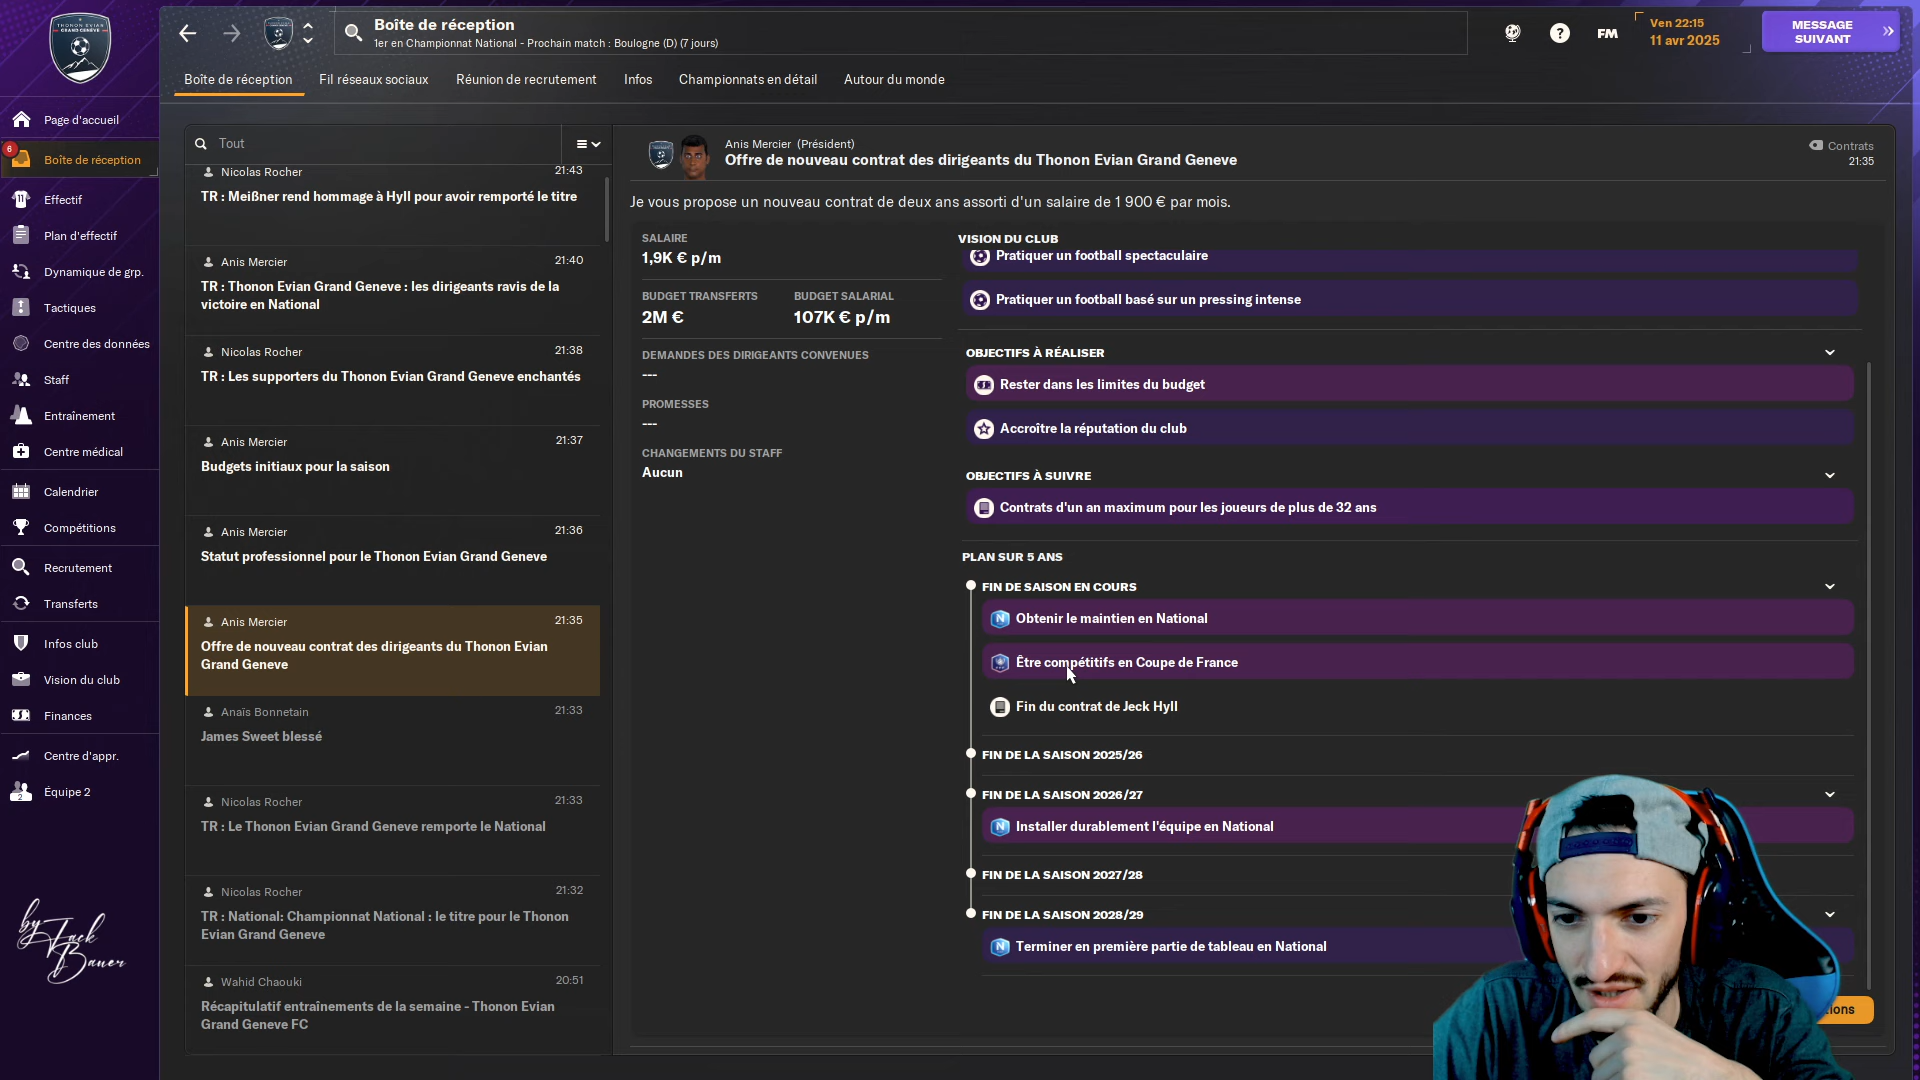 THONON EVIAN
GRAND GENÈVE
Boîte de réception
1er en Championnat National - Prochain match : Boulogne (D) (7 jours)
FM
Ven 22:15
11 avr 2025
MESSAGE
SUIVANT
Boîte de réception
Fil réseaux sociaux
Réunion de recrutement
Infos
Championnats en détail
Autour du monde
Page d'accueil
6
Boîte de réception
Effectif
Plan d'effectif
Dynamique de grp.
Tactiques
Centre des données
Staff
Entraînement
Centre médical
Calendrier
Compétitions
Recrutement
Transferts
Infos club
Vision du club
Finances
Centre d'appr.
2
Équipe 2
by Jack
Bauer
Tout
Nicolas Rocher 21:43
TR : Meißner rend hommage à Hyll pour avoir remporté le titre
Anis Mercier 21:40
TR : Thonon Evian Grand Geneve : les dirigeants ravis de la
victoire en National
Nicolas Rocher 21:38
TR : Les supporters du Thonon Evian Grand Geneve enchantés
Anis Mercier 21:37
Budgets initiaux pour la saison
Anis Mercier 21:36
Statut professionnel pour le Thonon Evian Grand Geneve
Anis Mercier 21:35
Offre de nouveau contrat des dirigeants du Thonon Evian
Grand Geneve
Anaïs Bonnetain 21:33
James Sweet blessé
Nicolas Rocher 21:33
TR : Le Thonon Evian Grand Geneve remporte le National
Nicolas Rocher 21:32
TR : National: Championnat National : le titre pour le Thonon
Evian Grand Geneve
Wahid Chaouki 20:51
Récapitulatif entraînements de la semaine - Thonon Evian
Grand Geneve FC
Anis Mercier (Président)
Offre de nouveau contrat des dirigeants du Thonon Evian Grand Geneve
Contrats
21:35
Je vous propose un nouveau contrat de deux ans assorti d'un salaire de 1 900 € par mois.
SALAIRE
1,9K € p/m
BUDGET TRANSFERTS BUDGET SALARIAL
2M € 107K € p/m
DEMANDES DES DIRIGEANTS CONVENUES
---
PROMESSES
---
CHANGEMENTS DU STAFF
Aucun
VISION DU CLUB
Pratiquer un football spectaculaire
Pratiquer un football basé sur un pressing intense
OBJECTIFS À RÉALISER
Rester dans les limites du budget
Accroître la réputation du club
OBJECTIFS À SUIVRE
Contrats d'un an maximum pour les joueurs de plus de 32 ans
PLAN SUR 5 ANS
FIN DE SAISON EN COURS
Obtenir le maintien en National
Être compétitifs en Coupe de France
Fin du contrat de Jeck Hyll
FIN DE LA SAISON 2025/26
FIN DE LA SAISON 2026/27
Installer durablement l'équipe en National
FIN DE LA SAISON 2027/28
FIN DE LA SAISON 2028/29
Terminer en première partie de tableau en National